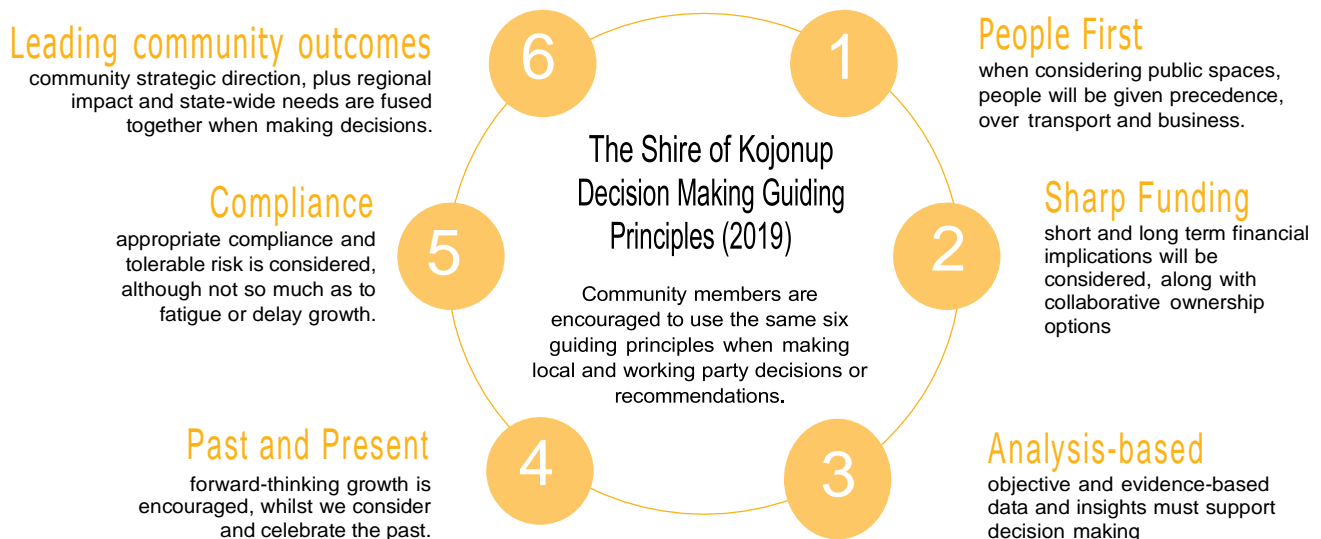 The Shire of Kojonup
Decision Making Guiding
Principles (2019)
Community members are
encouraged to use the same six
guiding principles when making
local and working party decisions or
recommendations.
1
People First
when considering public spaces,
people will be given precedence,
over transport and business.
2
Sharp Funding
short and long term financial
implications will be
considered, along with
collaborative ownership
options
3
Analysis-based
objective and evidence-based
data and insights must support
decision making
4
Past and Present
forward-thinking growth is
encouraged, whilst we consider
and celebrate the past.
5
Compliance
appropriate compliance and
tolerable risk is considered,
although not so much as to
fatigue or delay growth.
6
Leading community outcomes
community strategic direction, plus regional
impact and state-wide needs are fused
together when making decisions.